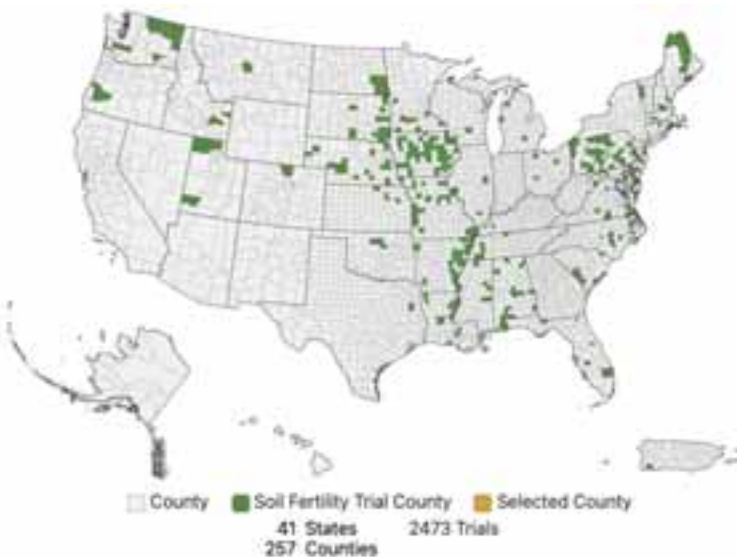 County Soil Fertility Trial County Selected County
41 States 2473 Trials
257 Counties